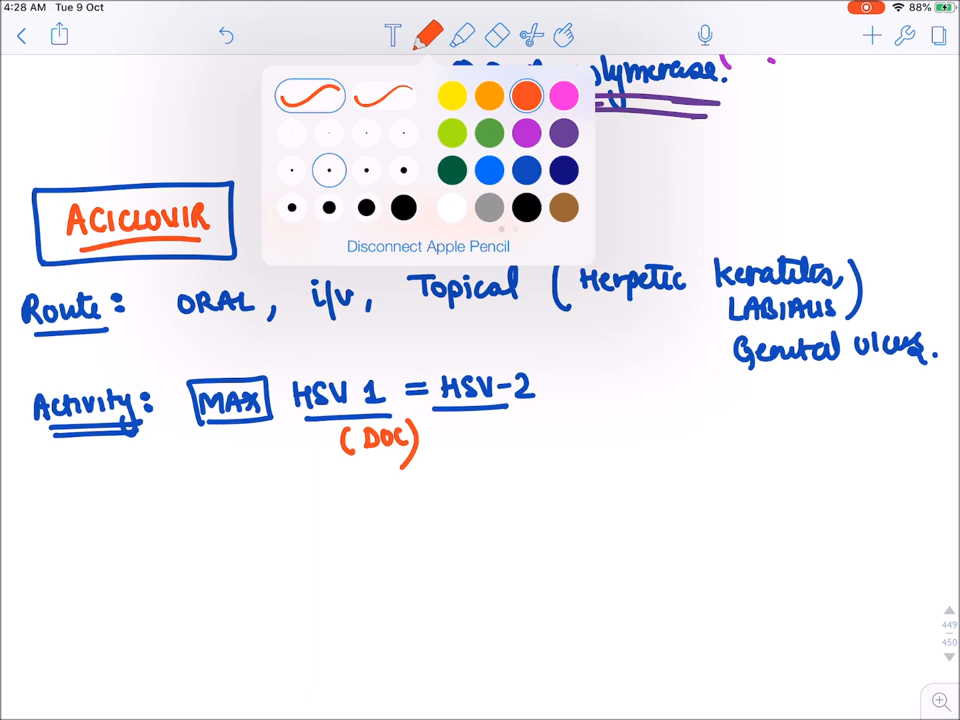 4:28 AM Tue 9 Oct 88%
T
lymerase.
Disconnect Apple Pencil
ACICLOVIR
Route: ORAL, i/v, Topical (Herpetic Keratitis,
LABIALIS)
Genital ulcers.
Activity: MAX HSV 1 = HSV-2
(DOC)
449
450